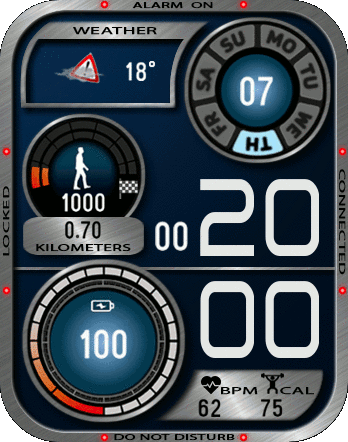 ALARM ON
WEATHER
18°
SU
MO
TU
WE
TH
FR
SA
07
1000
0.70
KILOMETERS
00
20
00
100
LOCKED
CONNECTED
BPM
CAL
62
75
DO NOT DISTURB